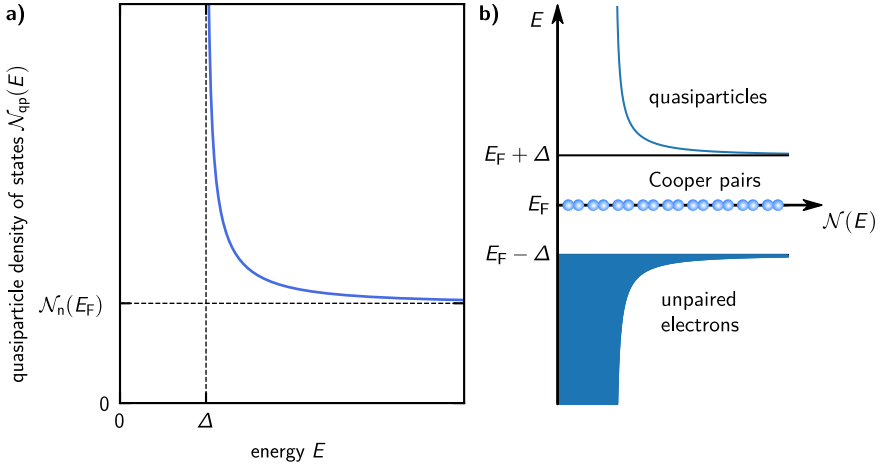 a)
quasiparticle density of states 𝒩qp(E)
𝒩n(EF)
0
0
Δ
energy E
b)
E
quasiparticles
EF + Δ
Cooper pairs
EF
𝒩(E)
EF − Δ
unpaired
electrons